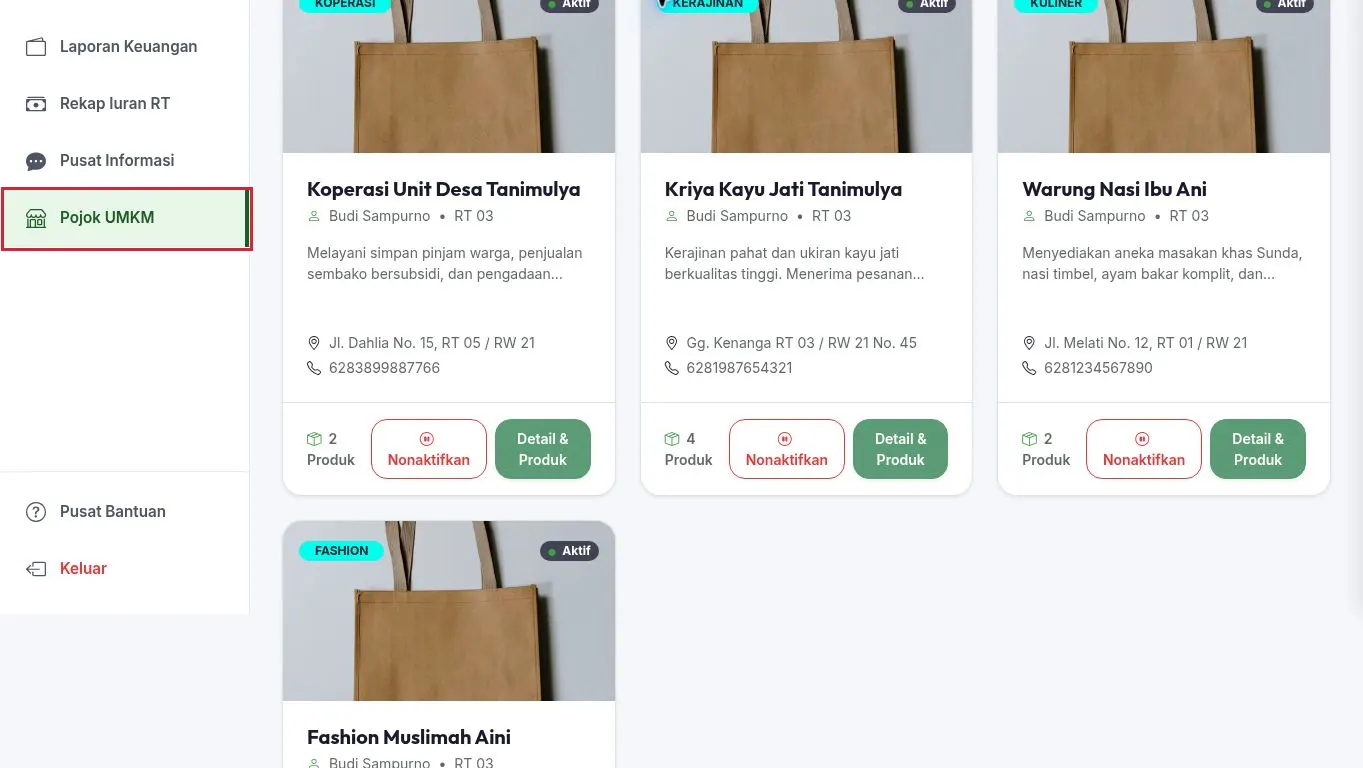 Laporan Keuangan
Rekap Iuran RT
Pusat Informasi
Pojok UMKM
Pusat Bantuan
Keluar
KOPERASI
Aktif
Koperasi Unit Desa Tanimulya
Budi Sampurno • RT 03
Melayani simpan pinjam warga, penjualan
sembako bersubsidi, dan pengadaan...
Jl. Dahlia No. 15, RT 05 / RW 21
6283899887766
2
Produk
Nonaktifkan
Detail &
Produk
KERAJINAN
Aktif
Kriya Kayu Jati Tanimulya
Budi Sampurno • RT 03
Kerajinan pahat dan ukiran kayu jati
berkualitas tinggi. Menerima pesanan...
Gg. Kenanga RT 03 / RW 21 No. 45
6281987654321
4
Produk
Nonaktifkan
Detail &
Produk
KULINER
Aktif
Warung Nasi Ibu Ani
Budi Sampurno • RT 03
Menyediakan aneka masakan khas Sunda,
nasi timbel, ayam bakar komplit, dan...
Jl. Melati No. 12, RT 01 / RW 21
6281234567890
2
Produk
Nonaktifkan
Detail &
Produk
FASHION
Aktif
Fashion Muslimah Aini
Budi Sampurno • RT 03